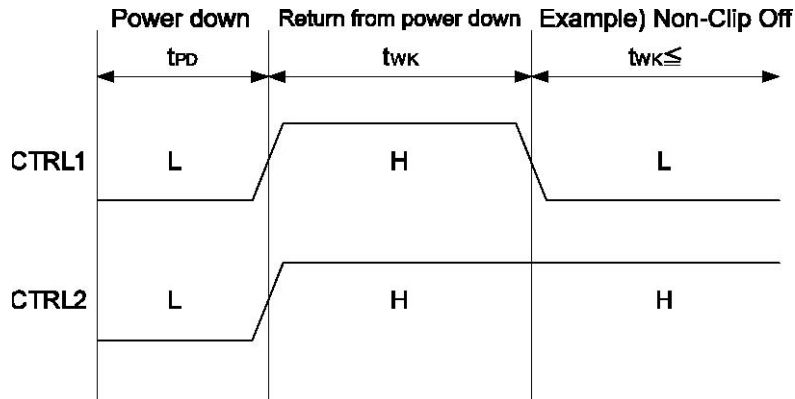 Power down Return from power down Example) Non-Clip Off
tPD tWK tWK≦
CTRL1 L H L
CTRL2 L H H